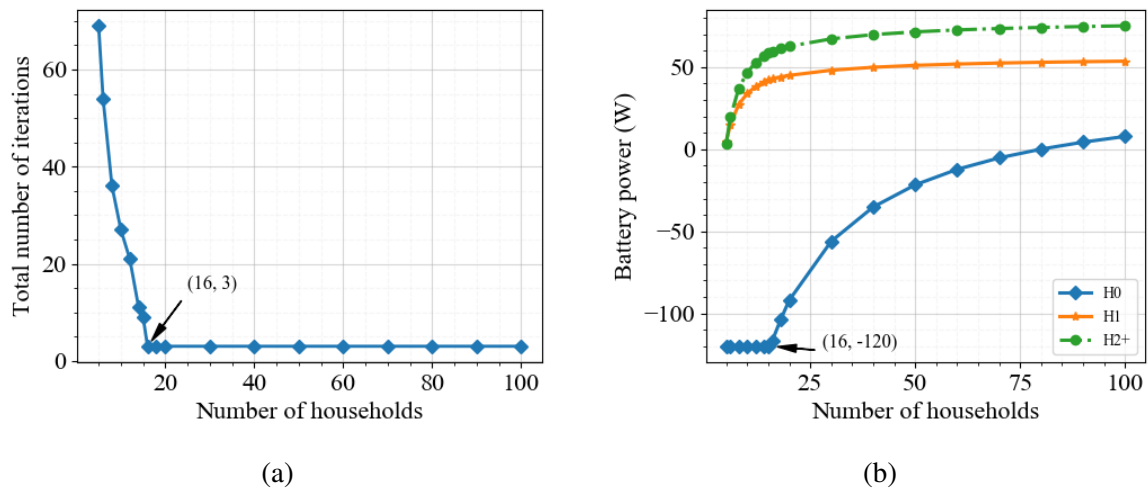 Total number of iterations
60
40
20
0
(16, 3)
20
40
60
80
100
Number of households
(a)
Battery power (W)
50
0
−50
−100
(16, -120)
H0
H1
H2+
25
50
75
100
Number of households
(b)